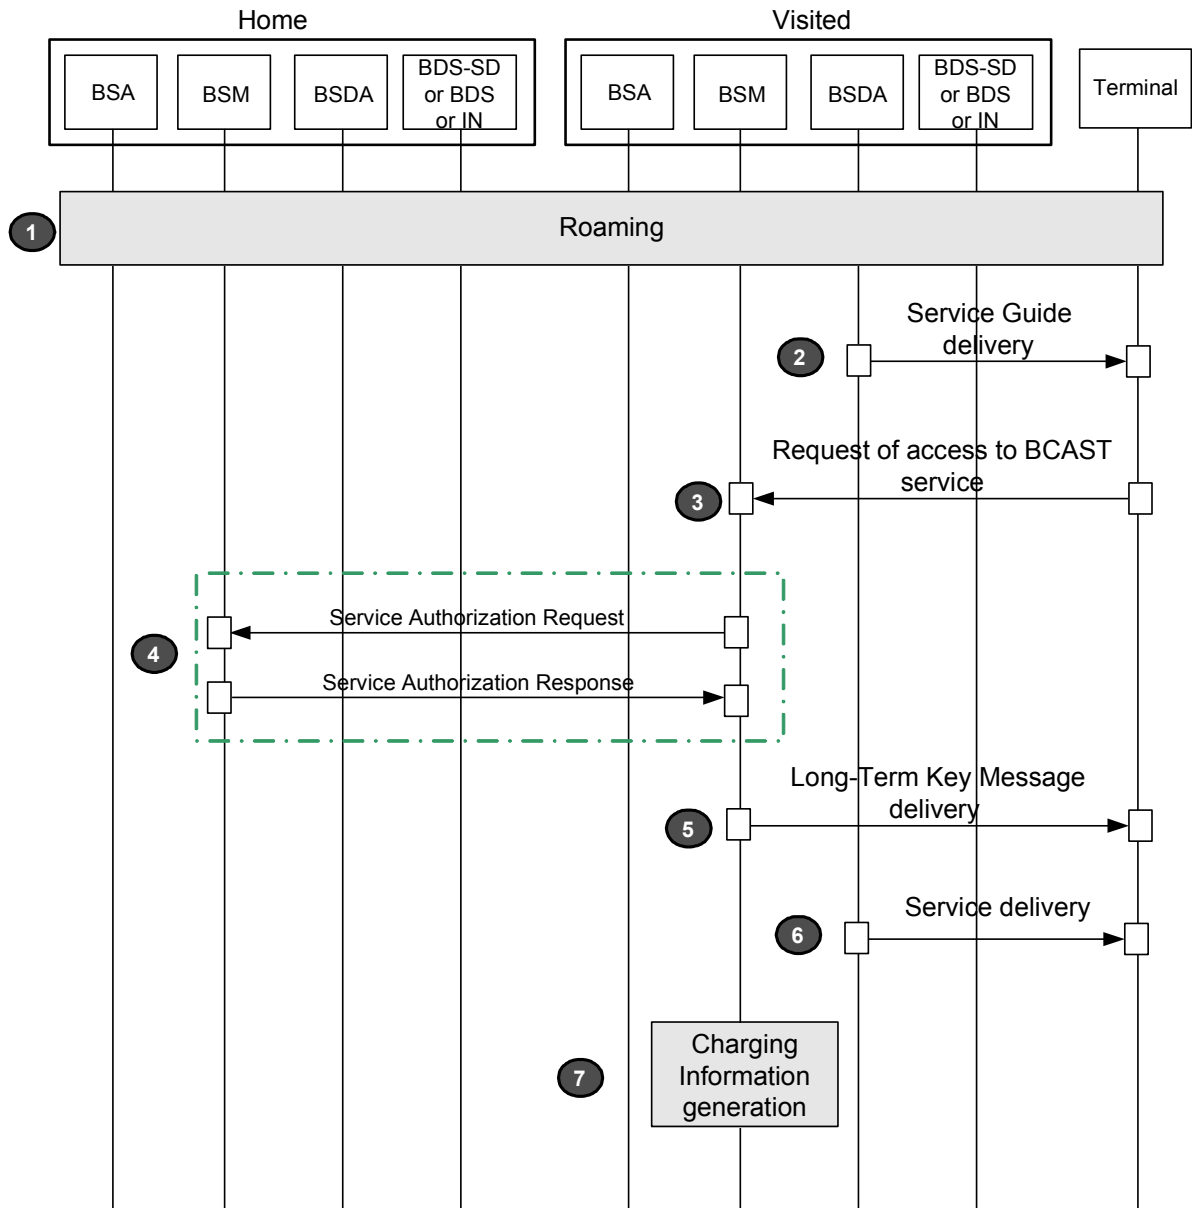 Home
Visited
BSA
BSM
BSDA
BDS-SD
or BDS
or IN
BSA
BSM
BSDA
BDS-SD
or BDS
or IN
Terminal
1
Roaming
Service Guide
delivery
2
Request of access to BCAST
service
3
Service Authorization Request
4
Service Authorization Response
Long-Term Key Message
delivery
5
Service delivery
6
Charging
Information
generation
7